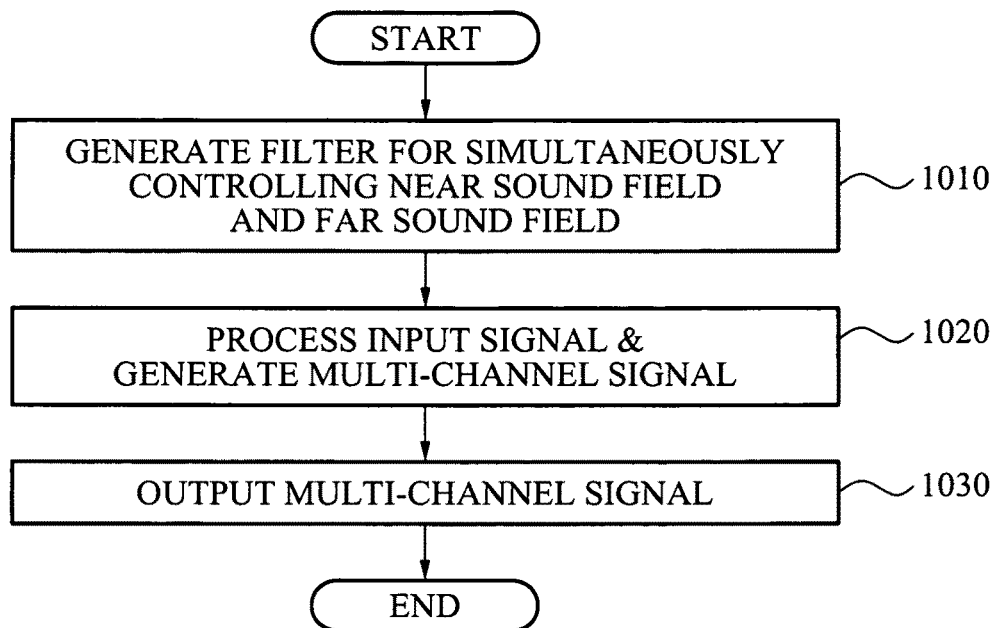 START
GENERATE FILTER FOR SIMULTANEOUSLY
CONTROLLING NEAR SOUND FIELD
AND FAR SOUND FIELD
1010
PROCESS INPUT SIGNAL &
GENERATE MULTI-CHANNEL SIGNAL
1020
OUTPUT MULTI-CHANNEL SIGNAL
1030
END